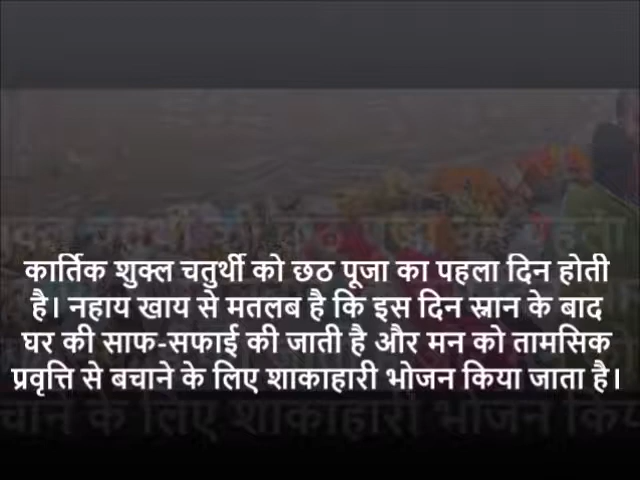 कार्तिक शुक्ल चतुर्थी को छठ पूजा का पहला दिन होती
है। नहाय खाय से मतलब है कि इस दिन स्नान के बाद
घर की साफ-सफाई की जाती है और मन को तामसिक
प्रवृत्ति से बचाने के लिए शाकाहारी भोजन किया जाता है।